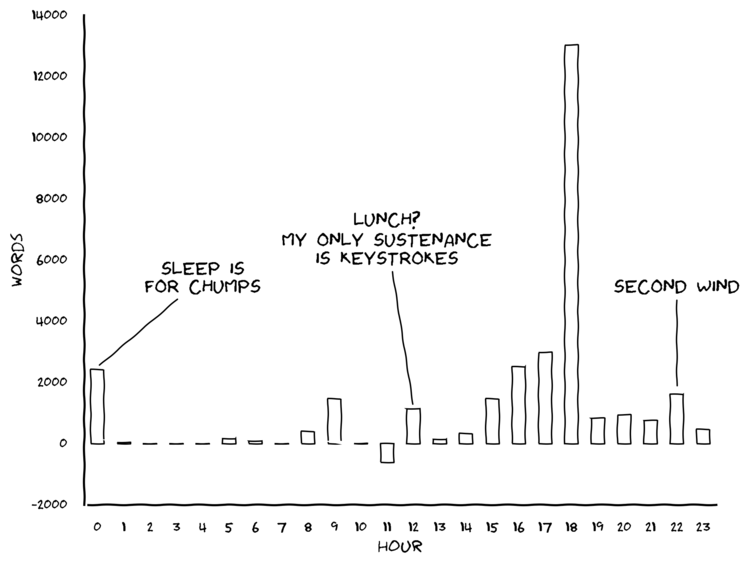 14000
12000
10000
8000
6000
4000
2000
0
-2000
WORDS
SLEEP IS
FOR CHUMPS
LUNCH?
MY ONLY SUSTENANCE
IS KEYSTROKES
SECOND WIND
0 1 2 3 4 5 6 7 8 9 10 11 12 13 14 15 16 17 18 19 20 21 22 23
HOUR